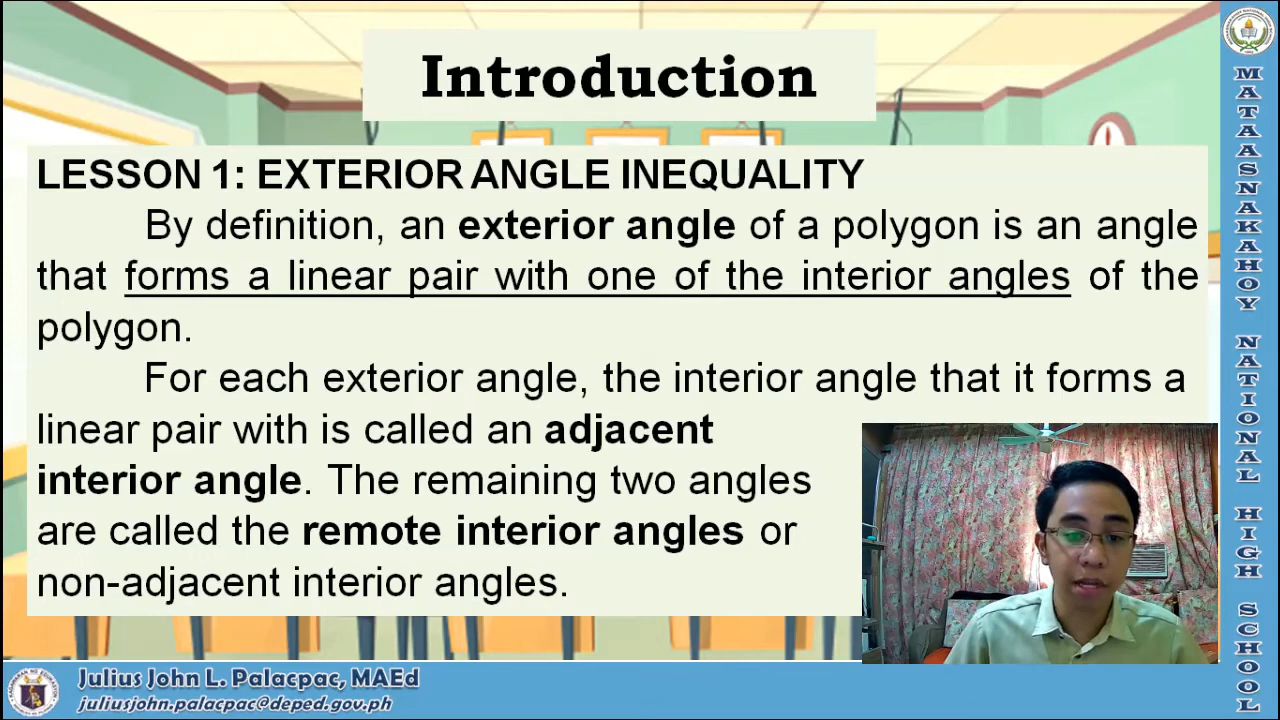 Introduction
LESSON 1: EXTERIOR ANGLE INEQUALITY
By definition, an exterior angle of a polygon is an angle
that forms a linear pair with one of the interior angles of the
polygon.
For each exterior angle, the interior angle that it forms a
linear pair with is called an adjacent
interior angle. The remaining two angles
are called the remote interior angles or
non-adjacent interior angles.
MATAASNAKAHOY NATIONAL HIGH SCHOOL
Julius John L. Palacpac, MAEd
juliusjohn.palacpac@deped.gov.ph